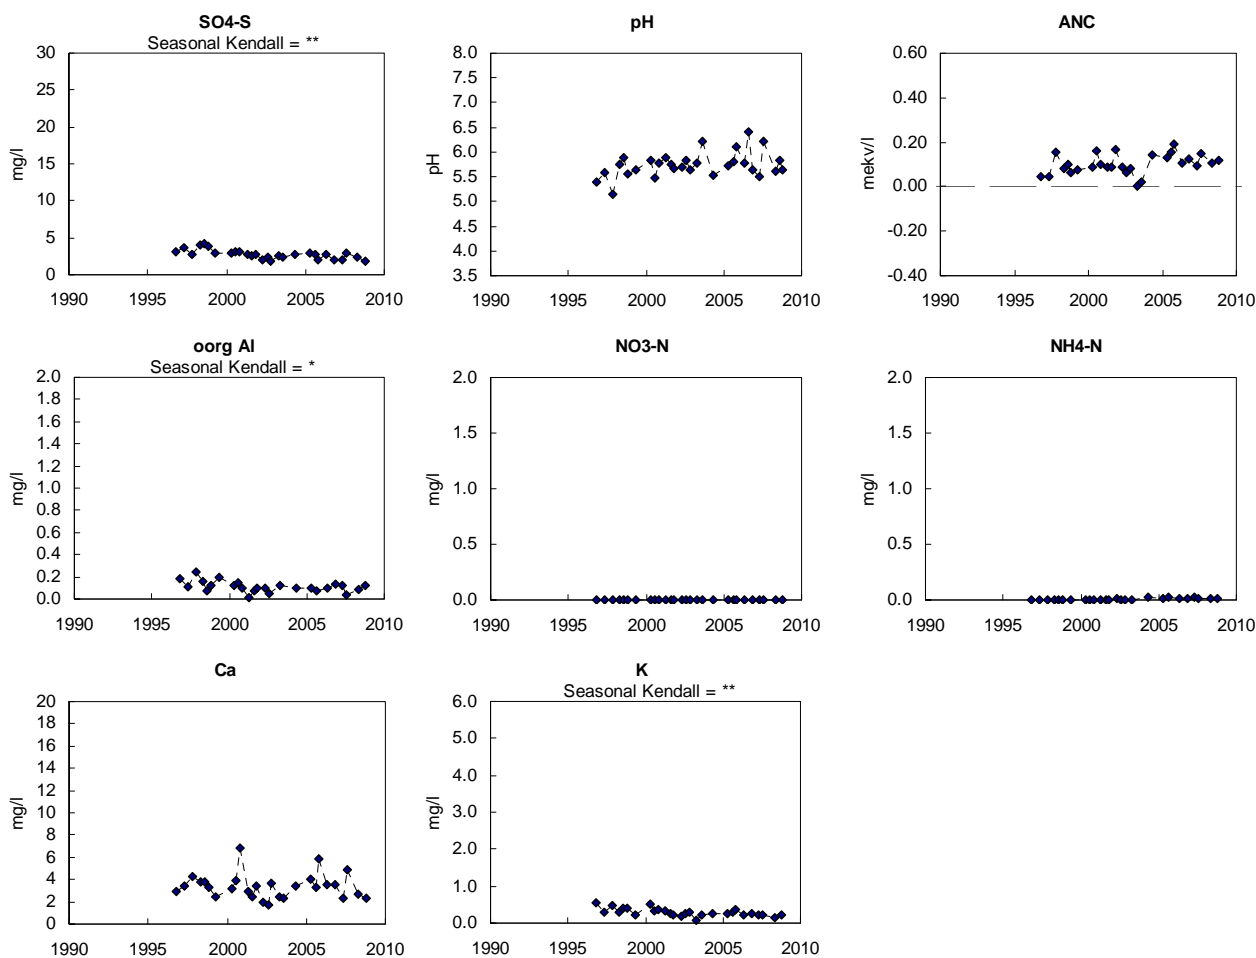 SO4-S
Seasonal Kendall = **
30
25
20
15
10
5
0
mg/l
1990 1995 2000 2005 2010
pH
8.0
7.5
7.0
6.5
6.0
5.5
5.0
4.5
4.0
3.5
pH
1990 1995 2000 2005 2010
ANC
0.60
0.40
0.20
0.00
-0.20
-0.40
mekv/l
1990 1995 2000 2005 2010
oorg Al
Seasonal Kendall = *
2.0
1.8
1.6
1.4
1.2
1.0
0.8
0.6
0.4
0.2
0.0
mg/l
1990 1995 2000 2005 2010
NO3-N
2.0
1.5
1.0
0.5
0.0
mg/l
1990 1995 2000 2005 2010
NH4-N
2.0
1.5
1.0
0.5
0.0
mg/l
1990 1995 2000 2005 2010
Ca
20
18
16
14
12
10
8
6
4
2
0
mg/l
1990 1995 2000 2005 2010
K
Seasonal Kendall = **
6.0
5.0
4.0
3.0
2.0
1.0
0.0
mg/l
1990 1995 2000 2005 2010